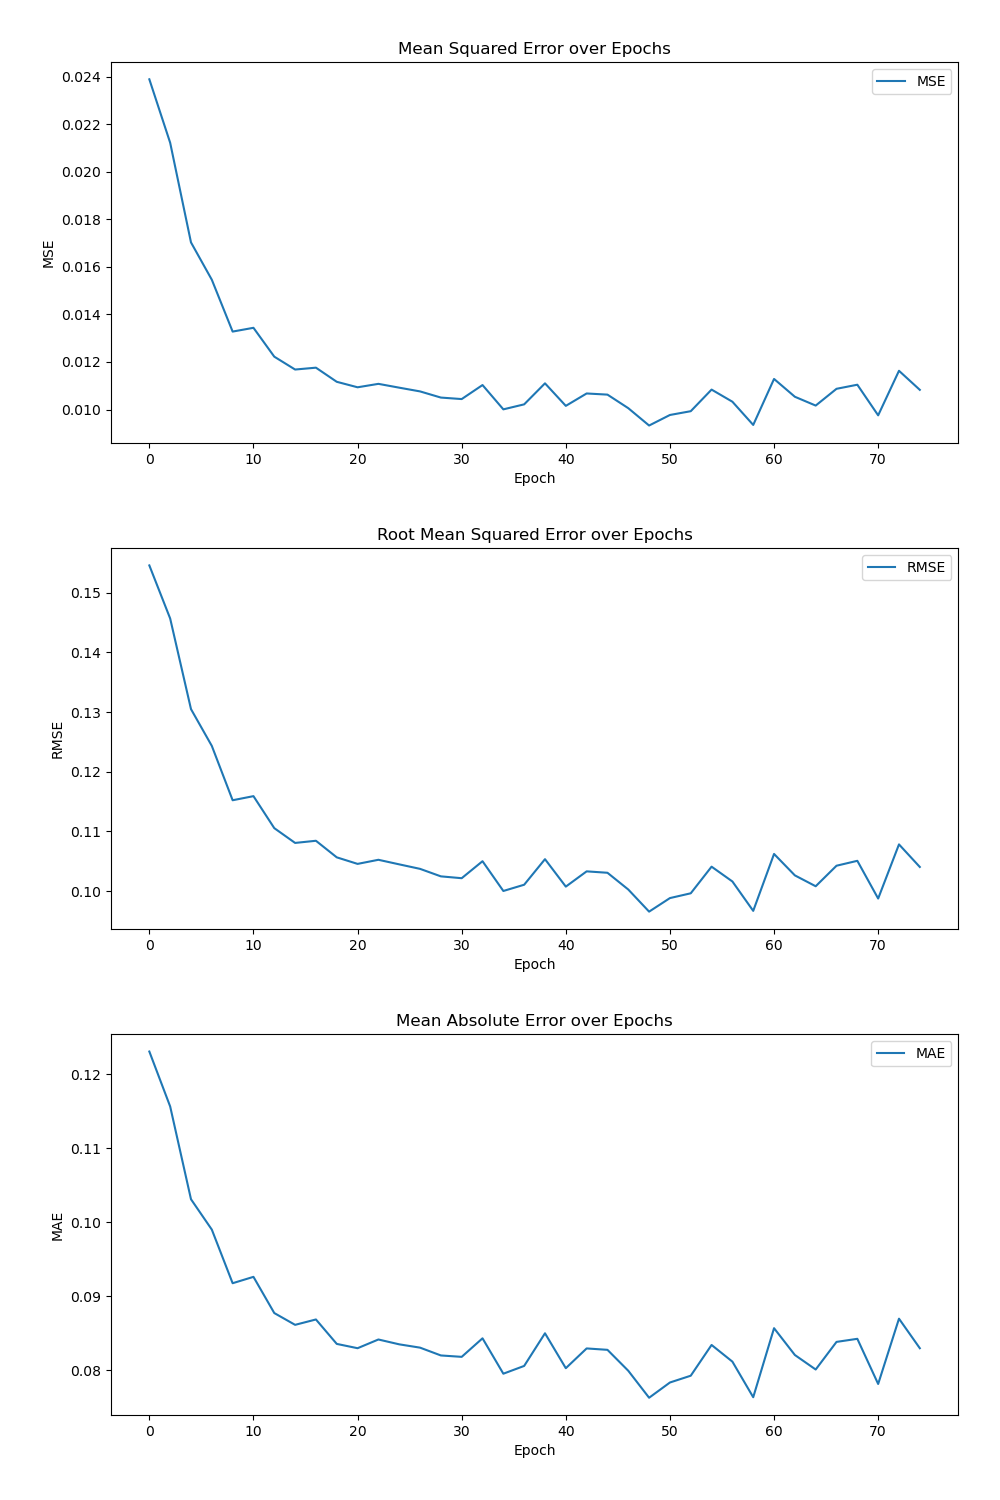 Mean Squared Error over Epochs
MSE
0.024
0.022
0.020
0.018
0.016
0.014
0.012
0.010
MSE
0 10 20 30 40 50 60 70
Epoch
Root Mean Squared Error over Epochs
RMSE
0.15
0.14
0.13
0.12
0.11
0.10
RMSE
0 10 20 30 40 50 60 70
Epoch
Mean Absolute Error over Epochs
MAE
0.12
0.11
0.10
0.09
0.08
MAE
0 10 20 30 40 50 60 70
Epoch